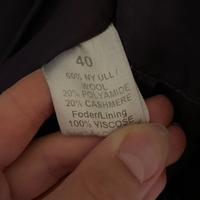 40
60% NY ULL/
WOOL
20% POLYAMIDE
20% CASHMERE
Foder/Lining
100% VISCOSE